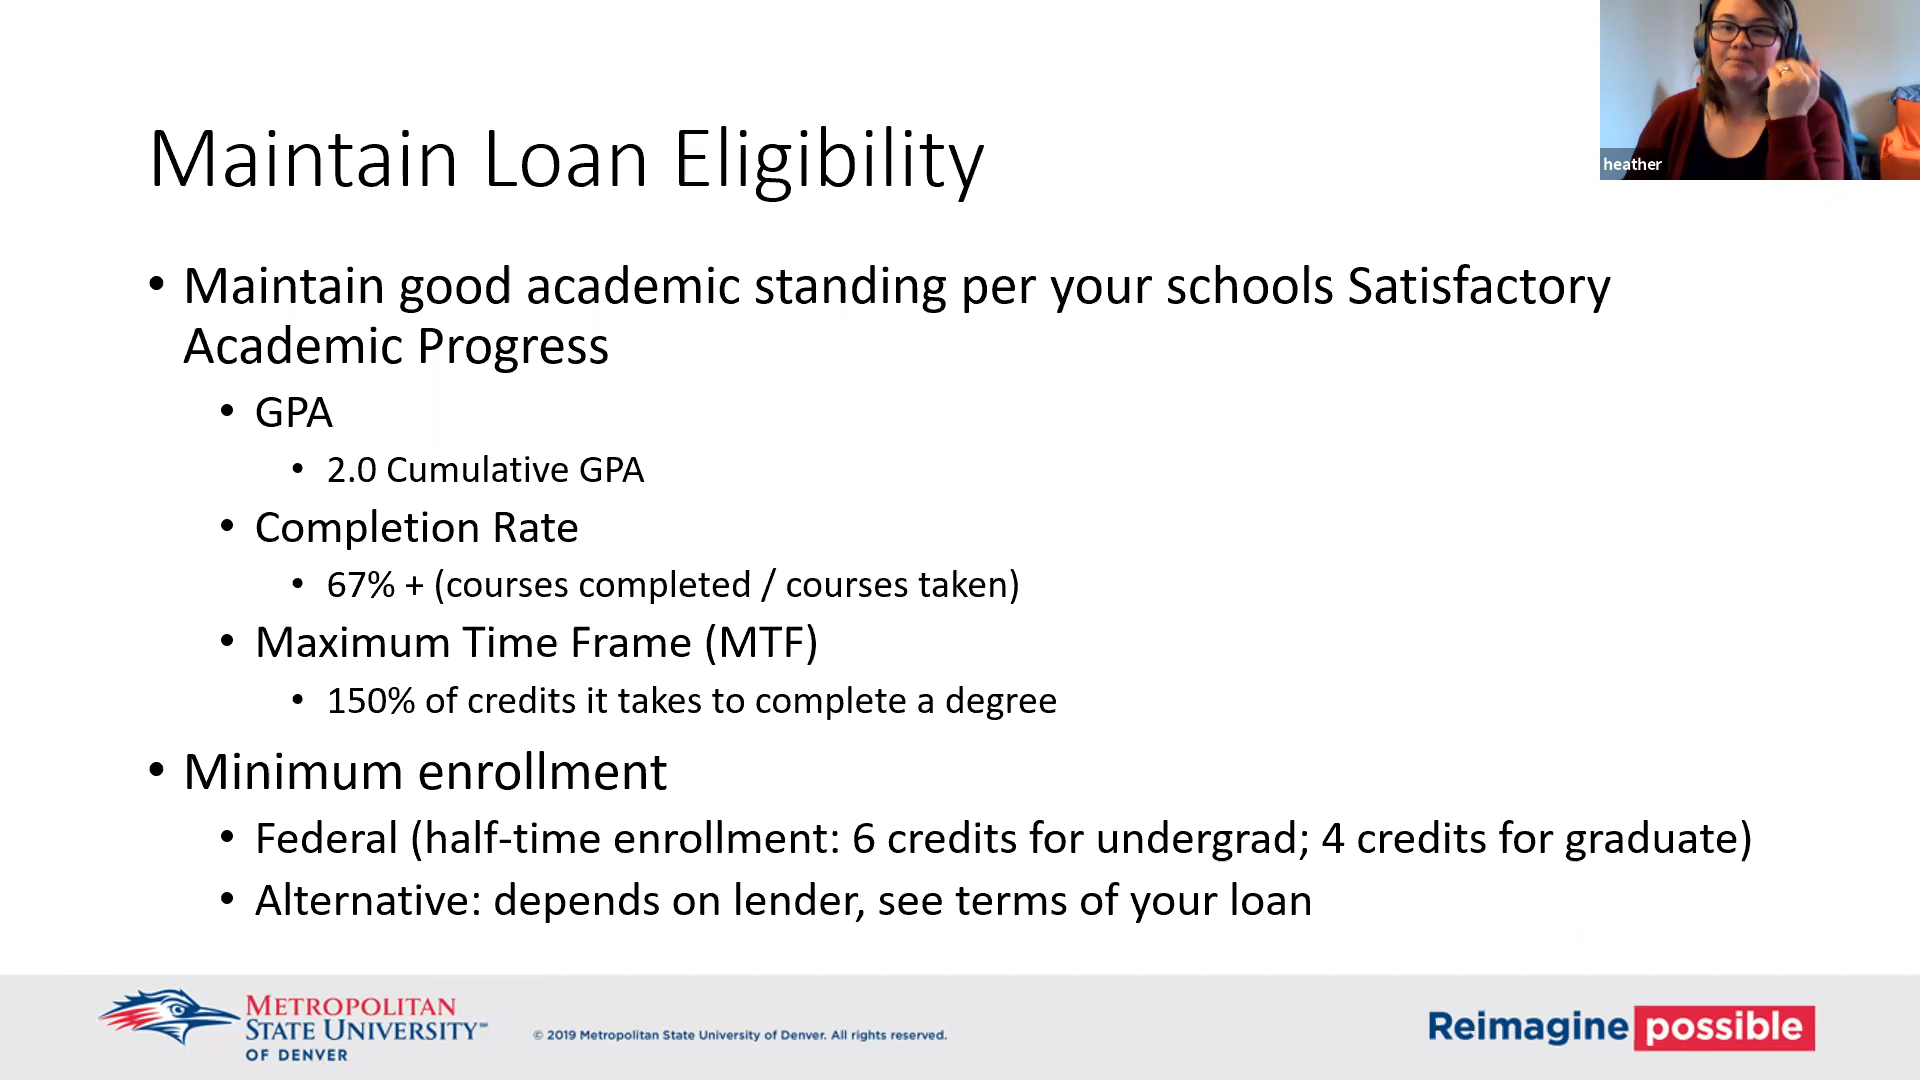 heather
Maintain Loan Eligibility
• Maintain good academic standing per your schools Satisfactory
Academic Progress
• GPA
• 2.0 Cumulative GPA
• Completion Rate
• 67% + (courses completed / courses taken)
• Maximum Time Frame (MTF)
• 150% of credits it takes to complete a degree
• Minimum enrollment
• Federal (half-time enrollment: 6 credits for undergrad; 4 credits for graduate)
• Alternative: depends on lender, see terms of your loan
METROPOLITAN
STATE UNIVERSITY℠
OF DENVER
© 2019 Metropolitan State University of Denver. All rights reserved.
Reimagine possible